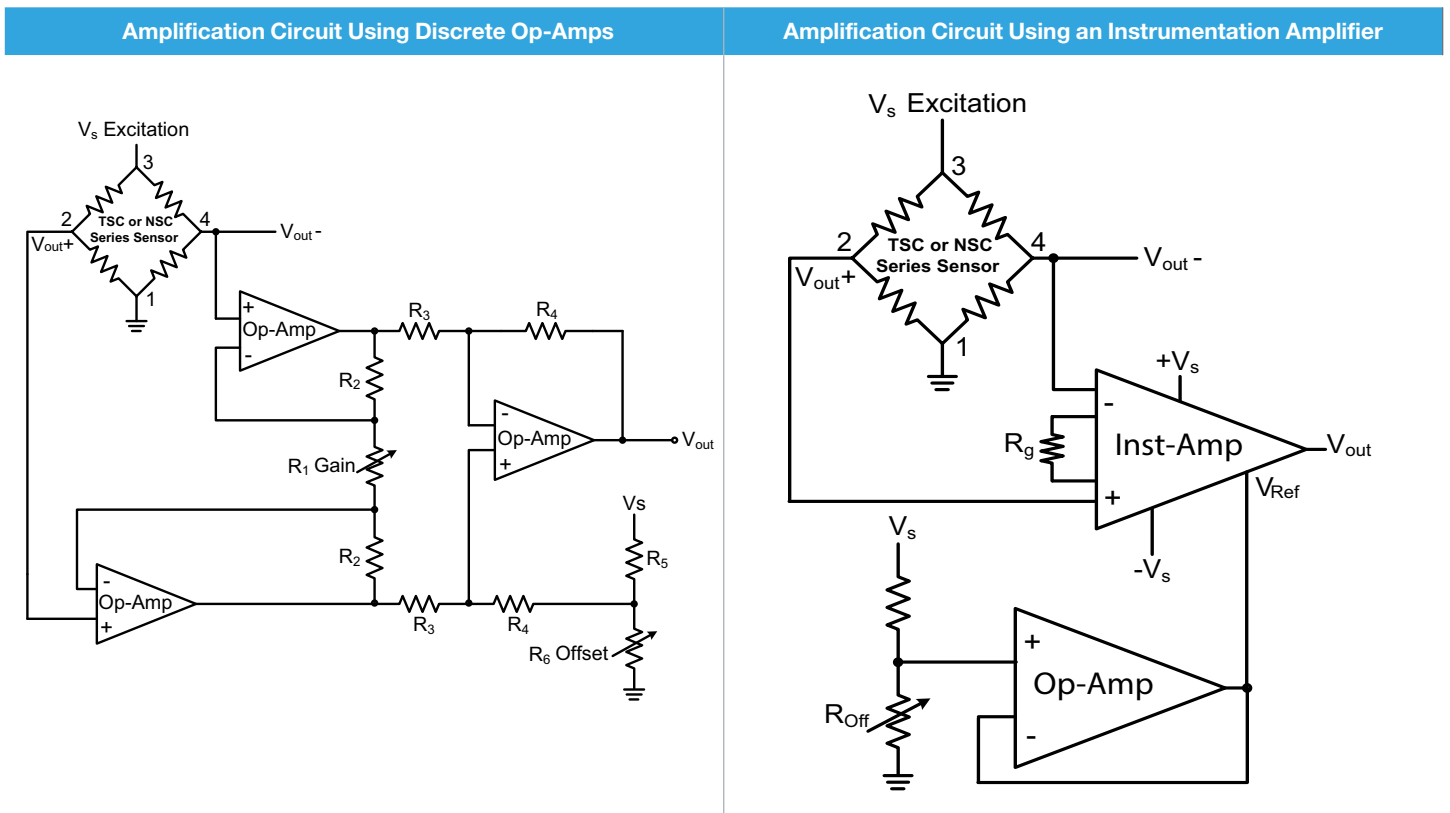 Amplification Circuit Using Discrete Op-Amps
Vs Excitation
3
2
TSC or NSC
Series Sensor
4
Vout+
Vout -
1
+
Op-Amp
-
R3
R4
R2
-
Op-Amp
+
Vout
R1 Gain
Vs
R2
R5
-
Op-Amp
+
R3
R4
R6 Offset
Amplification Circuit Using an Instrumentation Amplifier
Vs Excitation
3
2
TSC or NSC
Series Sensor
4
Vout+
Vout -
1
+Vs
-
Rg
Inst-Amp
Vout
+
VRef
-Vs
Vs
+
Op-Amp
ROff
-